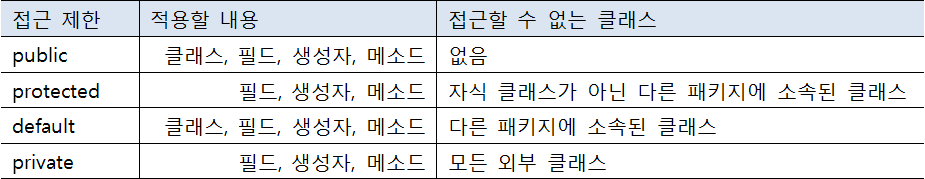 접근 제한 적용할 내용 접근할 수 없는 클래스
public 클래스, 필드, 생성자, 메소드 없음
protected 필드, 생성자, 메소드 자식 클래스가 아닌 다른 패키지에 소속된 클래스
default 클래스, 필드, 생성자, 메소드 다른 패키지에 소속된 클래스
private 필드, 생성자, 메소드 모든 외부 클래스